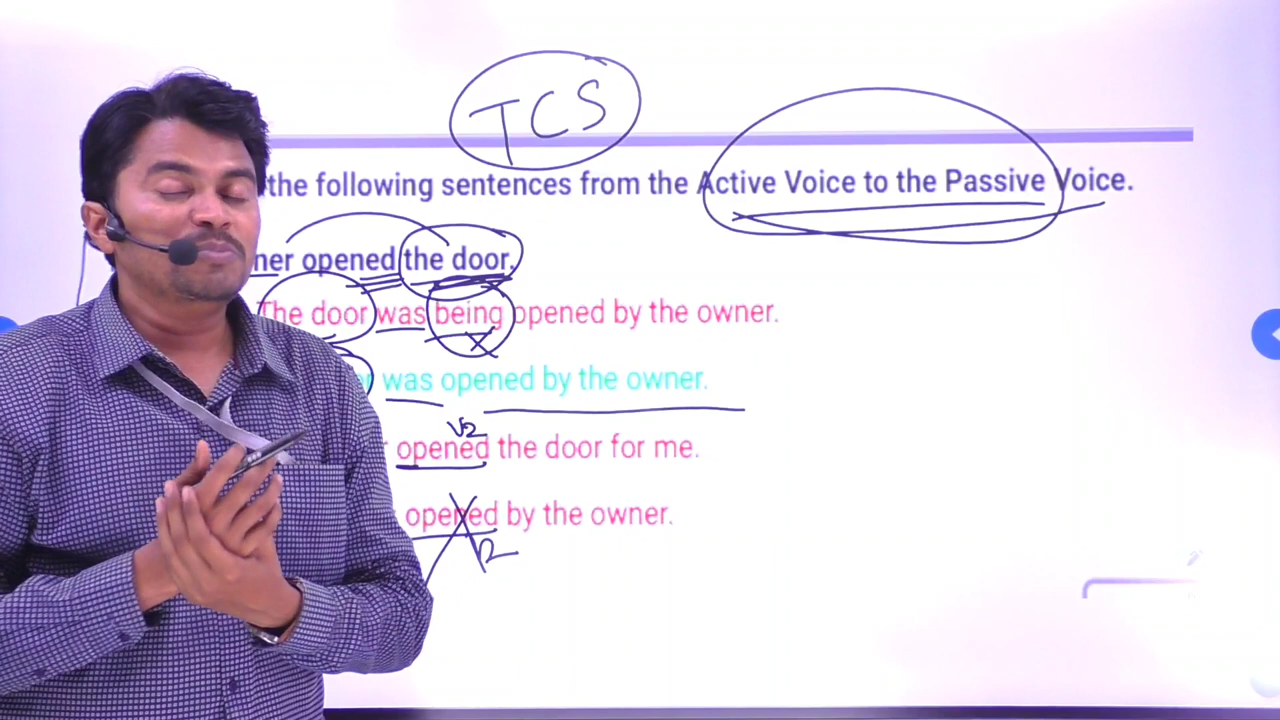 TCS
the following sentences from the Active Voice to the Passive Voice.
ner opened the door.
The door was being opened by the owner.
was opened by the owner.
V2
opened the door for me.
opened by the owner.